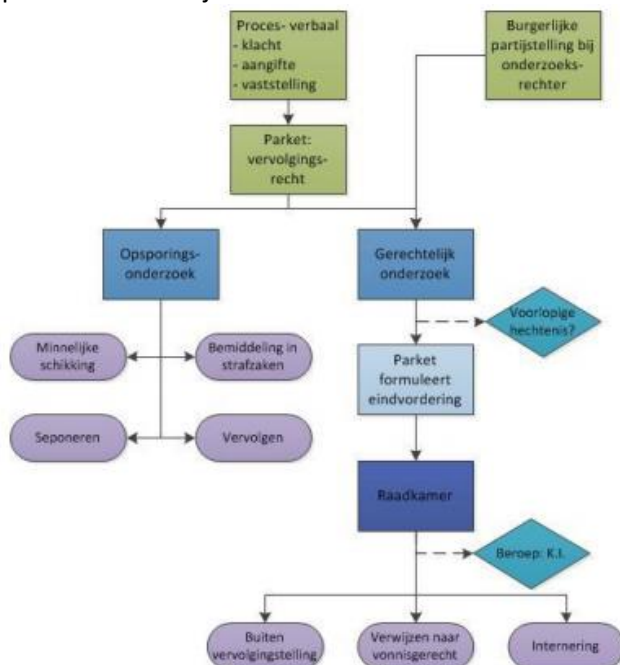 Proces- verbaal
- klacht
- aangifte
- vaststelling
Burgerlijke
partijstelling bij
onderzoeks-
rechter
Parket:
vervolgings-
recht
Opsporings-
onderzoek
Gerechtelijk
onderzoek
Voorlopige
hechtenis?
Minnelijke
schikking
Bemiddeling in
strafzaken
Parket
formuleert
eindvordering
Seponeren
Vervolgen
Raadkamer
Beroep: K.I.
Buiten
vervolgingstelling
Verwijzen naar
vonnisgerecht
Internering